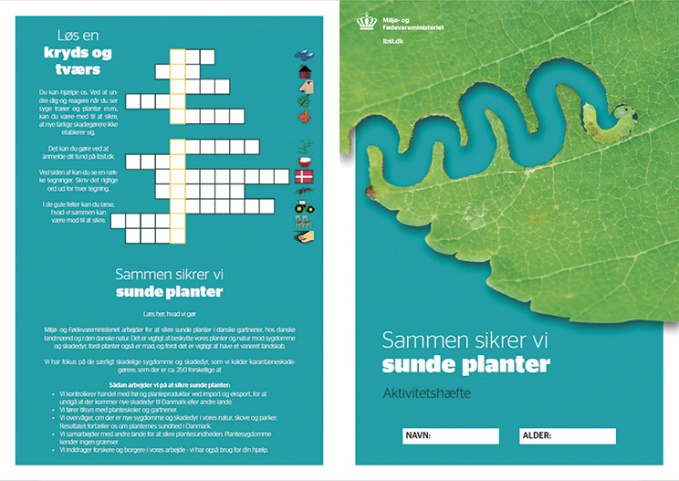 Løs en
kryds og
tværs
Du kan hjælpe os. Ved at un-
dre dig og reagere når du ser
syge træer og planter m.m.
kan du være med til at sikre,
at nye farlige skadegørere ikke
etablerer sig.
Det kan du gøre ved at
anmelde dit fund på lbst.dk.
Ved siden af kan du se en ræk-
ke tegninger. Skriv det rigtige
ord ud for hver tegning.
I de gule felter kan du læse,
hvad vi sammen kan
være med til at sikre.
Sammen sikrer vi
sunde planter
Læs her, hvad vi gør
Miljø- og Fødevareministeriet arbejder for at sikre sunde planter i danske gartnerier, hos danske
landmænd og i den danske natur. Det er vigtigt at beskytte vores planter mod sygdomme
og skadedyr, fordi planter også er mad, og fordi det er vigtigt at have et varieret landskab.
Vi har fokus på de særligt skadelige sygdomme og skadedyr, som vi kalder karantæneskade-
gørere, som der er ca. 250 forskellige af.
Sådan arbejder vi på at sikre sunde planter:
• Vi kontrollerer handel med frø og planteprodukter ved import og eksport, for at
undgå at der kommer nye skadedyr til Danmark eller andre lande.
• Vi fører tilsyn med planteskoler og gartnerier.
• Vi overvåger, om der er nye sygdomme og skadedyr i vores natur, skove og parker.
Resultatet fortæller os om planternes sundhed i Danmark.
• Vi samarbejder med andre lande for at sikre plantesundheden. Plantesygdomme
kender ingen grænser.
• Vi inddrager forskere og borgere i vores arbejde - vi har også brug for din hjælp.
Miljø- og
Fødevareministeriet
lbst.dk
Sammen sikrer vi
sunde planter
Aktivitetshæfte
NAVN:
ALDER: